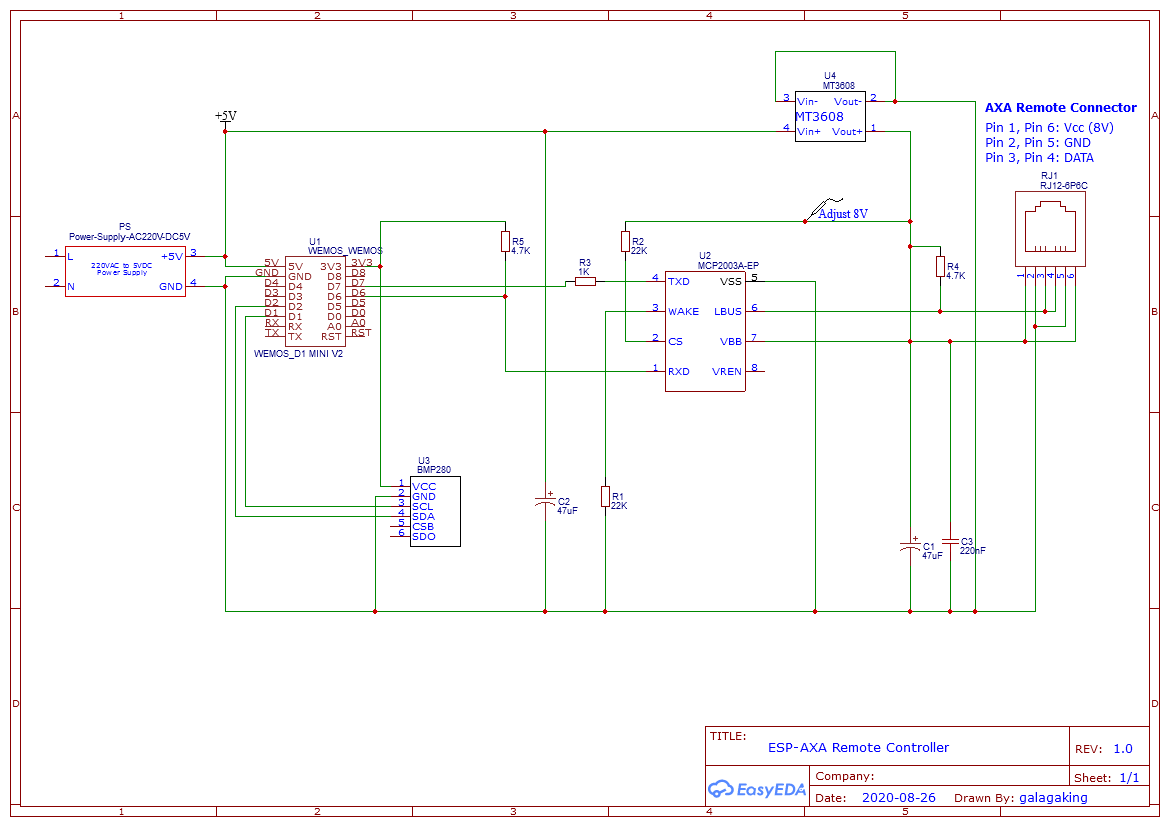 1 2 3 4 5
A
B
C
D
A
B
C
D
1 2 3 4 5
+5V
PS
Power-Supply-AC220V-DC5V
1 L
+5V 3
220VAC to 5VDC
Power Supply
2 N
GND 4
U1
WEMOS_WEMOS
5V 5V 3V3 3V3
GND GND D8 D8
D4 D4 D7 D7
D3 D3 D6 D6
D2 D2 D5 D5
D1 D1 D0 D0
RX RX A0 A0
TX TX RST RST
WEMOS_D1 MINI V2
U3
BMP280
1 VCC
2 GND
3 SCL
4 SDA
5 CSB
6 SDO
R5
4.7K
R3
1K
R2
22K
C2
47uF
R1
22K
U2
MCP2003A-EP
4 TXD VSS 5
3 WAKE LBUS 6
2 CS VBB 7
1 RXD VREN 8
U4
MT3608
3 Vin- Vout- 2
MT3608
4 Vin+ Vout+ 1
Adjust 8V
R4
4.7K
C1
47uF
C3
220nF
AXA Remote Connector
Pin 1, Pin 6: Vcc (8V)
Pin 2, Pin 5: GND
Pin 3, Pin 4: DATA
RJ1
RJ12-6P6C
1 2 3 4 5 6
TITLE:
ESP-AXA Remote Controller
REV: 1.0
EasyEDA
Company:
Sheet: 1/1
Date: 2020-08-26 Drawn By: galagaking